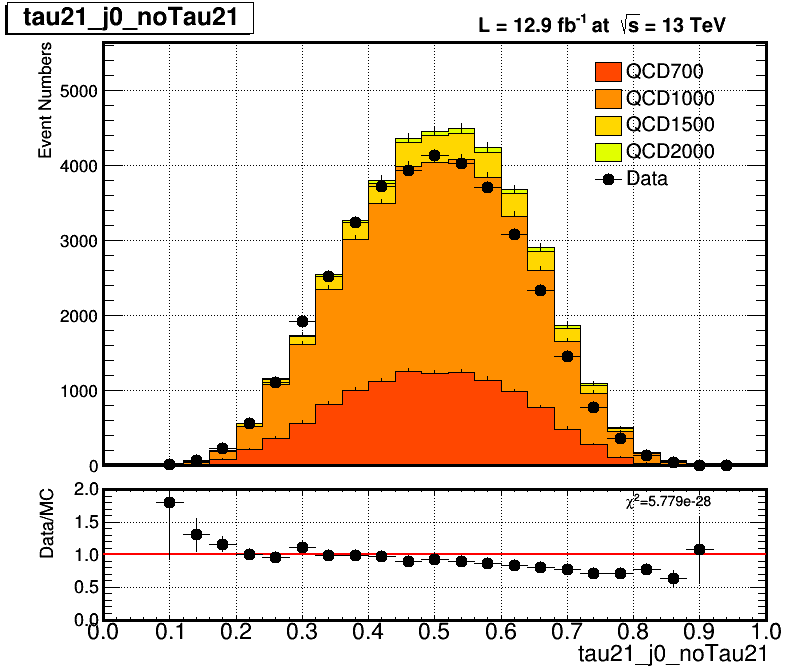 tau21_j0_noTau21
L = 12.9 fb⁻¹ at √s = 13 TeV
Event Numbers
5000
4000
3000
2000
1000
0
QCD700
QCD1000
QCD1500
QCD2000
Data
Data/MC
2.0
1.5
1.0
0.5
0.0
χ²=5.779e-28
0.0 0.1 0.2 0.3 0.4 0.5 0.6 0.7 0.8 0.9 1.0
tau21_j0_noTau21